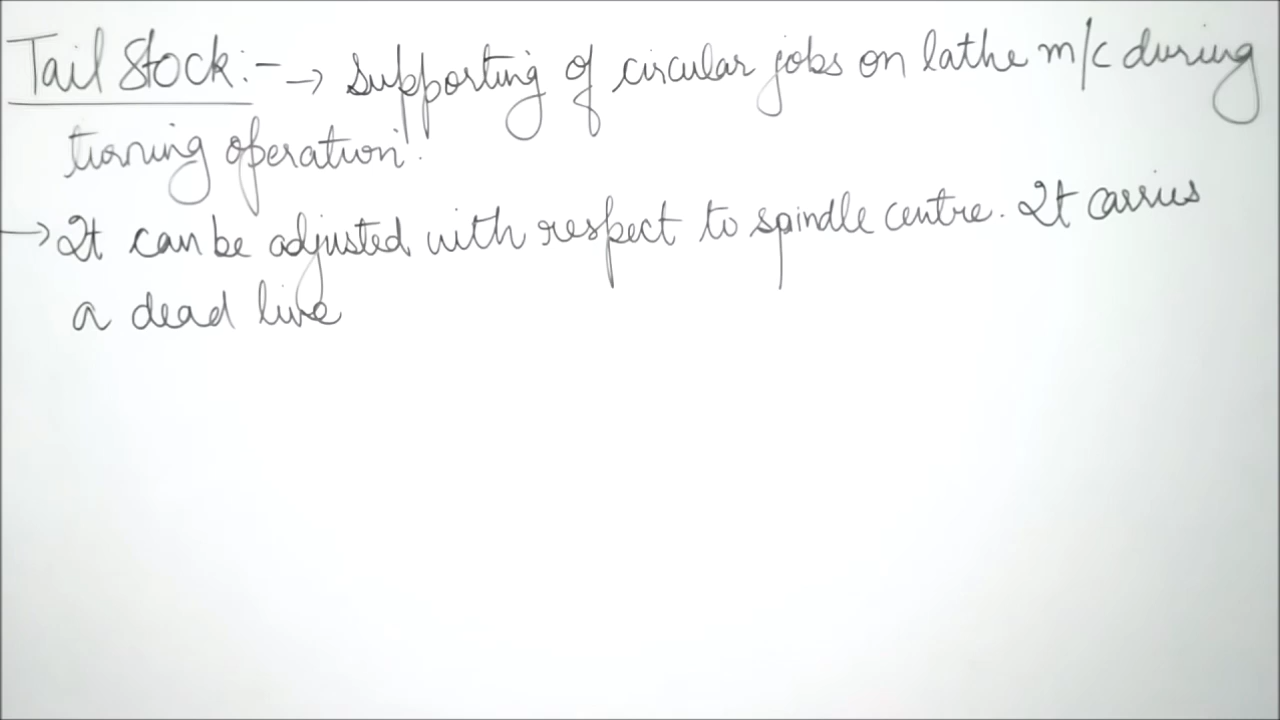 Tail Stock:- → Supporting of circular jobs on lathe m/c during
turning operation.
→ It can be adjusted with respect to spindle centre. It carries
a dead live